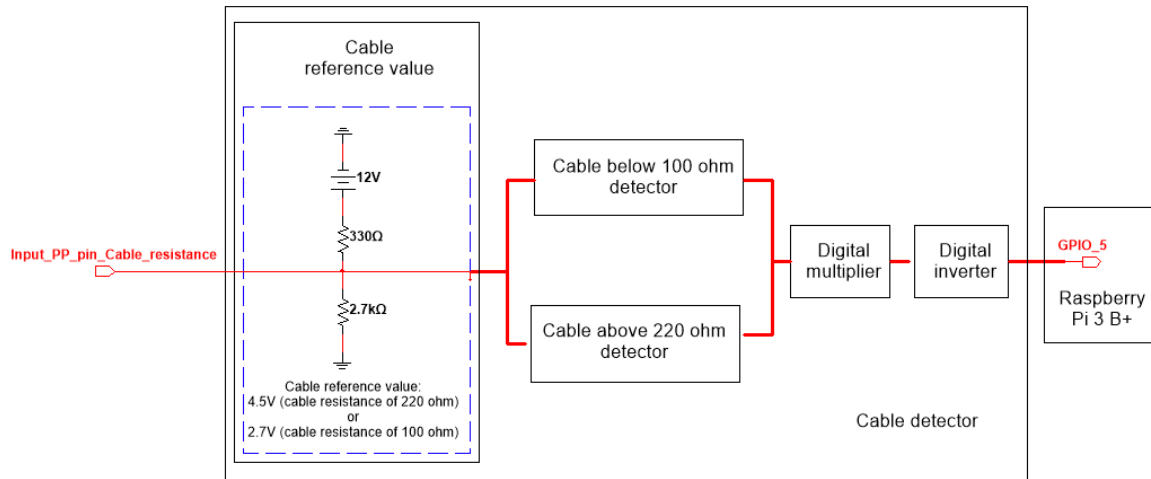 Cable
reference value
12V
330Ω
Input_PP_pin_Cable_resistance
2.7kΩ
Cable reference value:
4.5V (cable resistance of 220 ohm)
or
2.7V (cable resistance of 100 ohm)
Cable below 100 ohm
detector
Cable above 220 ohm
detector
Digital
multiplier
Digital
inverter
Cable detector
GPIO_5
Raspberry
Pi 3 B+